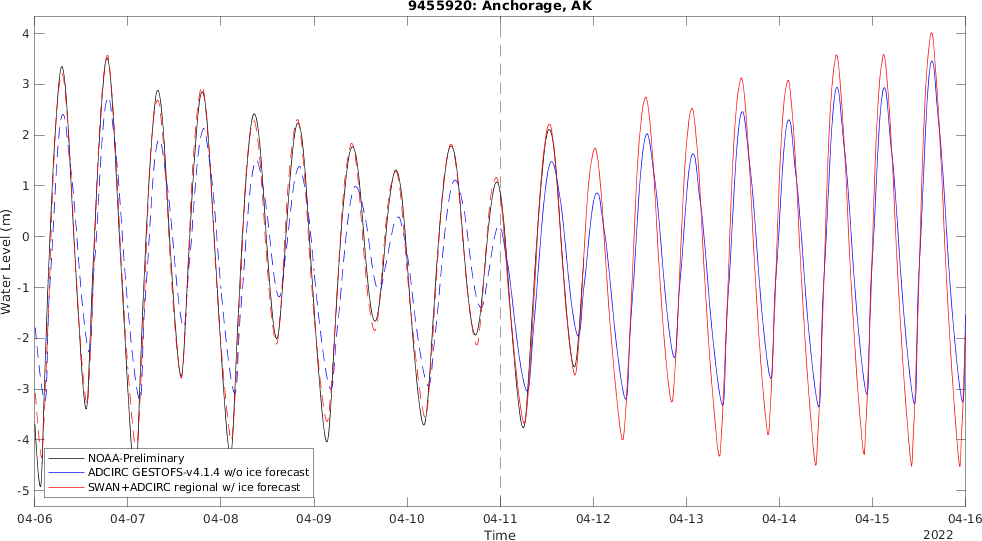 9455920: Anchorage, AK
4
3
2
1
0
-1
-2
-3
-4
-5
Water Level (m)
NOAA-Preliminary
ADCIRC GESTOFS-v4.1.4 w/o ice forecast
SWAN+ADCIRC regional w/ ice forecast
04-06 04-07 04-08 04-09 04-10 04-11 04-12 04-13 04-14 04-15 04-16
Time
2022